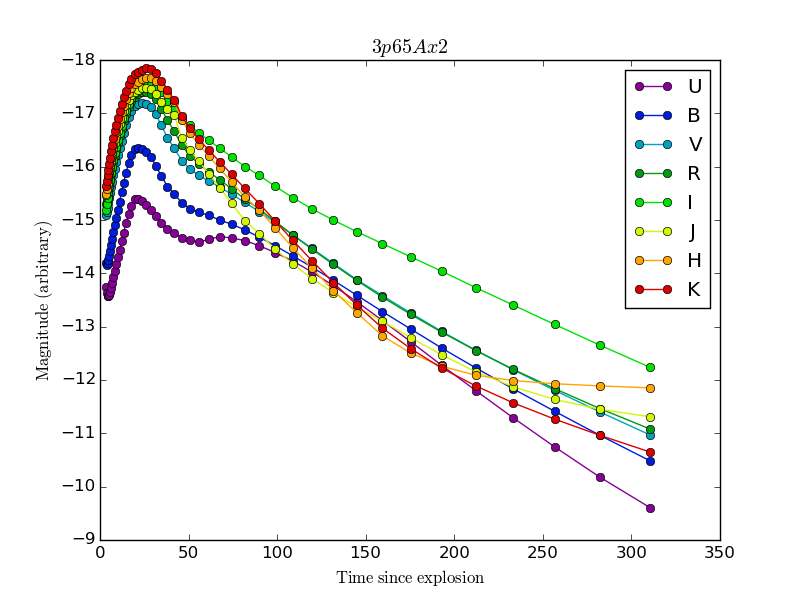 3p65Ax2
−18
−17
−16
−15
−14
−13
−12
−11
−10
−9
Magnitude (arbitrary)
0 50 100 150 200 250 300 350
Time since explosion
U
B
V
R
I
J
H
K